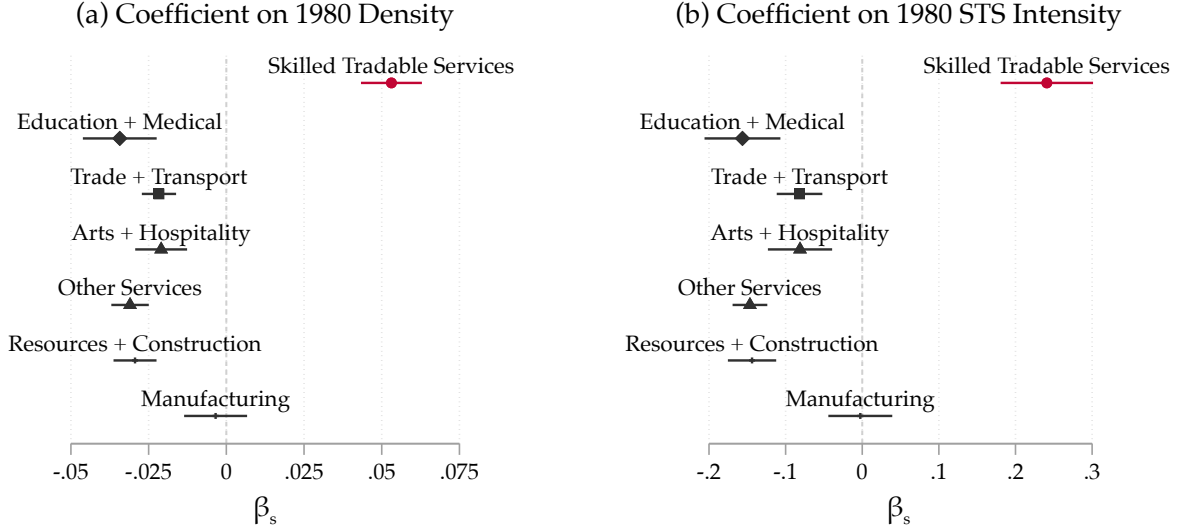 (a) Coefficient on 1980 Density
Skilled Tradable Services
Education + Medical
Trade + Transport
Arts + Hospitality
Other Services
Resources + Construction
Manufacturing
-.05 -.025 0 .025 .05 .075
βs
(b) Coefficient on 1980 STS Intensity
Skilled Tradable Services
Education + Medical
Trade + Transport
Arts + Hospitality
Other Services
Resources + Construction
Manufacturing
-.2 -.1 0 .1 .2 .3
βs